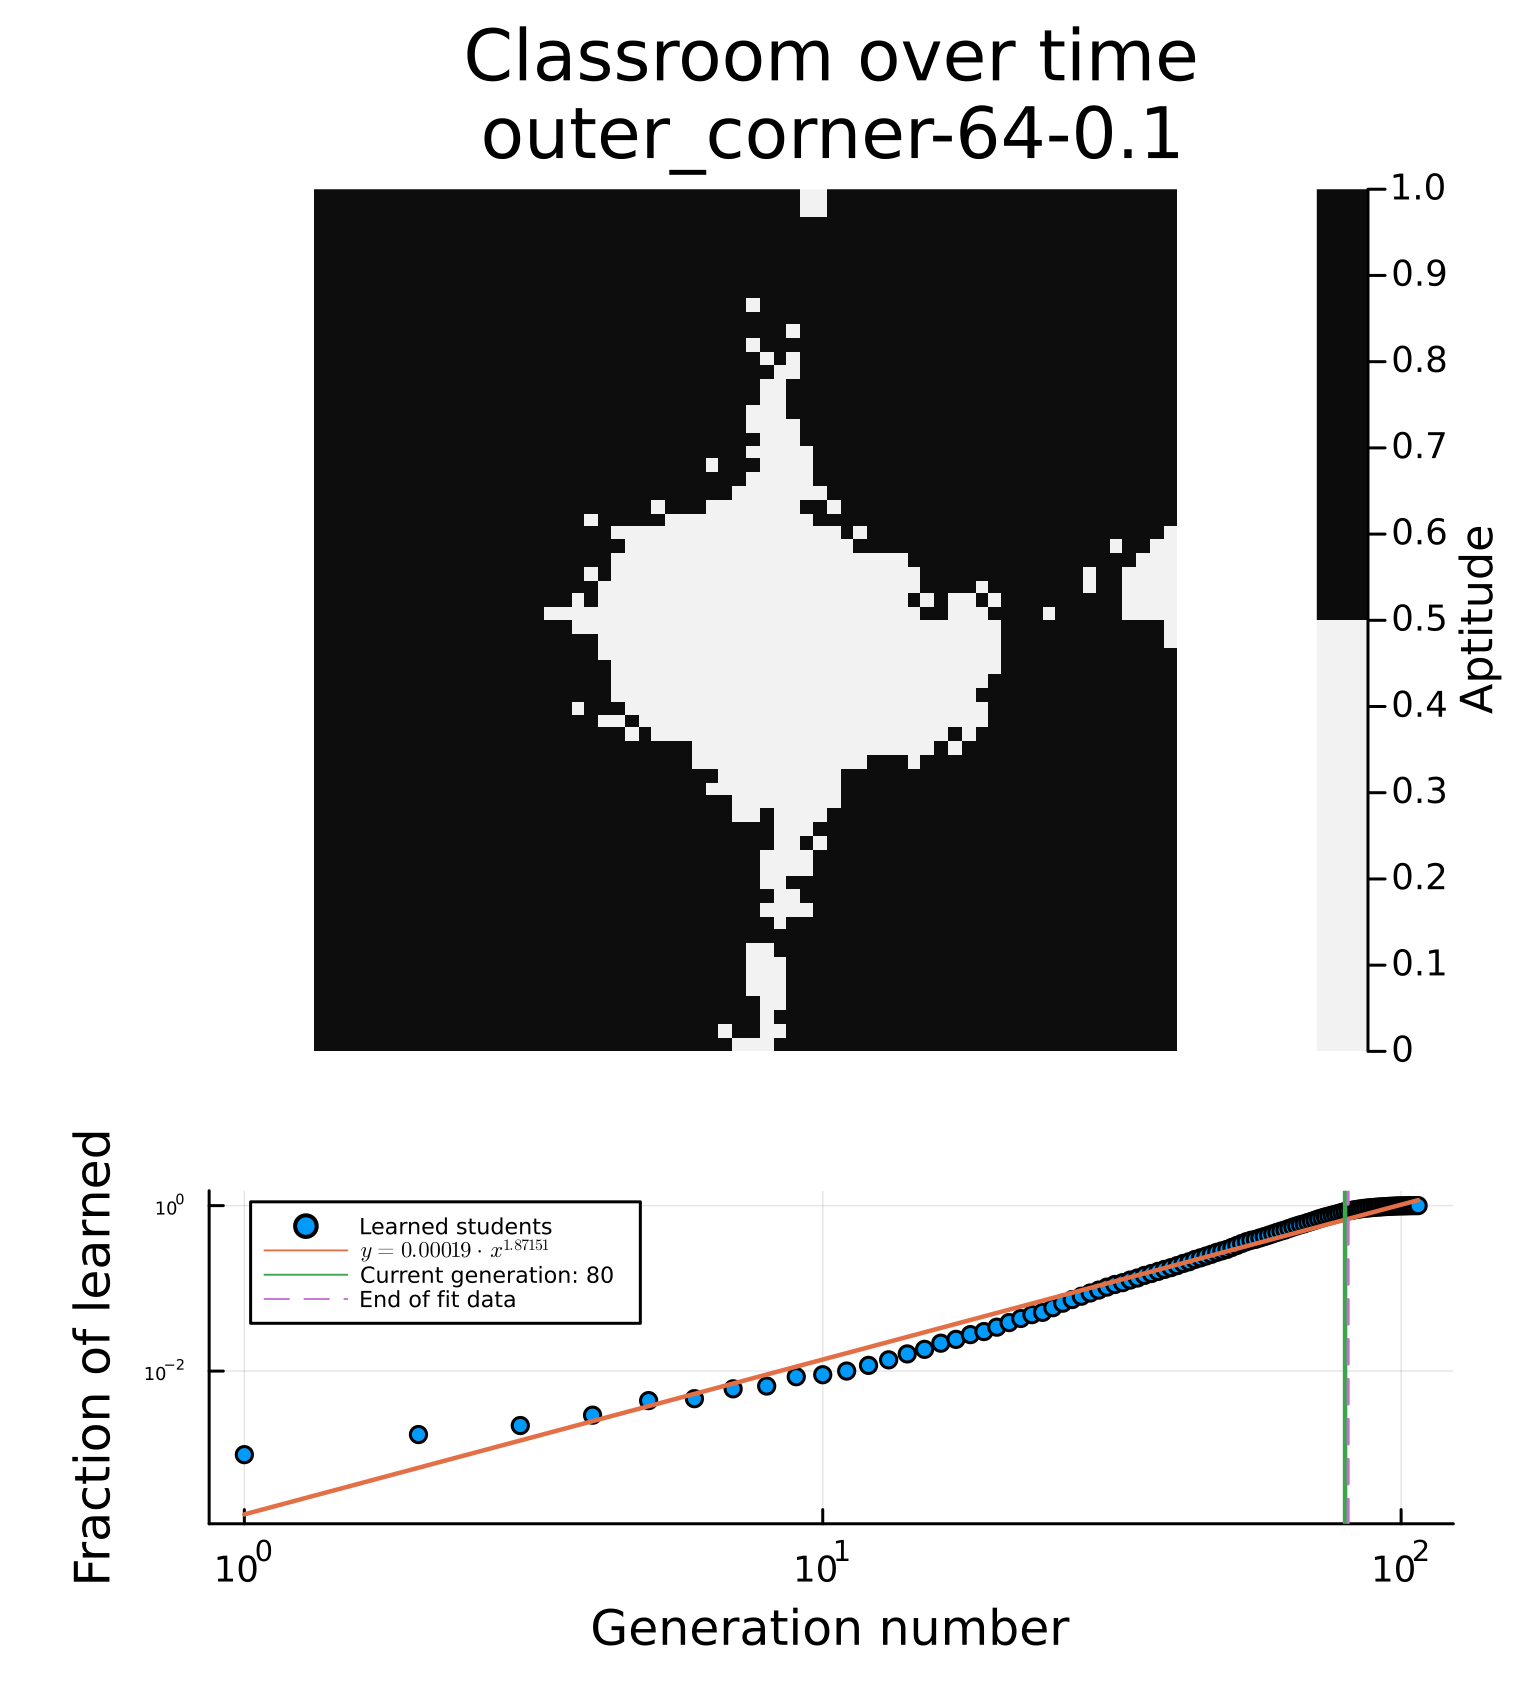 Classroom over time
outer_corner-64-0.1
1.0
0.9
0.8
0.7
0.6
0.5
0.4
0.3
0.2
0.1
0
Aptitude
Fraction of learned
10^0
10^-2
Learned students
y = 0.00019 · x^1.87151
Current generation: 80
End of fit data
10^0
10^1
10^2
Generation number